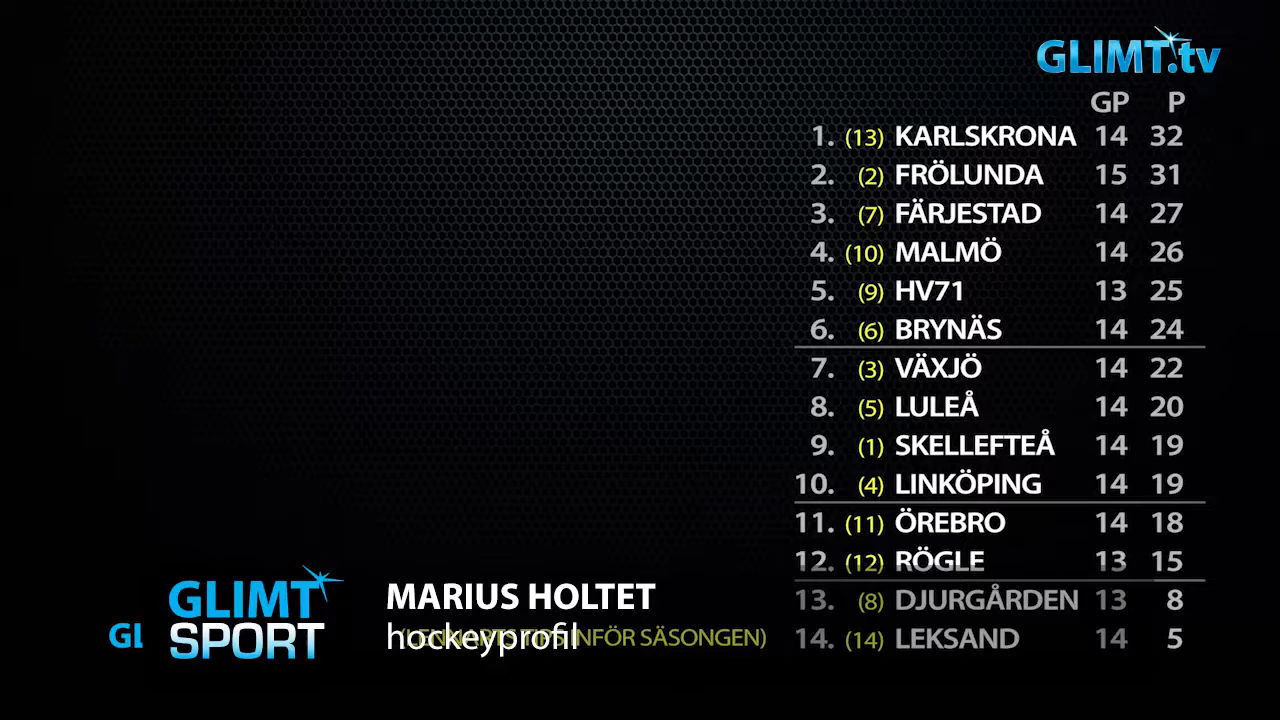 GLIMT.tv
GP P
1. (13) KARLSKRONA 14 32
2. (2) FRÖLUNDA 15 31
3. (7) FÄRJESTAD 14 27
4. (10) MALMÖ 14 26
5. (9) HV71 13 25
6. (6) BRYNÄS 14 24
7. (3) VÄXJÖ 14 22
8. (5) LULEÅ 14 20
9. (1) SKELLEFTEÅ 14 19
10. (4) LINKÖPING 14 19
11. (11) ÖREBRO 14 18
12. (12) RÖGLE 13 15
13. (8) DJURGÅRDEN 13 8
14. (14) LEKSAND 14 5
GLIMT
SPORT
MARIUS HOLTET
hockeyprofil
(LENNARTS TIPS INFÖR SÄSONGEN)